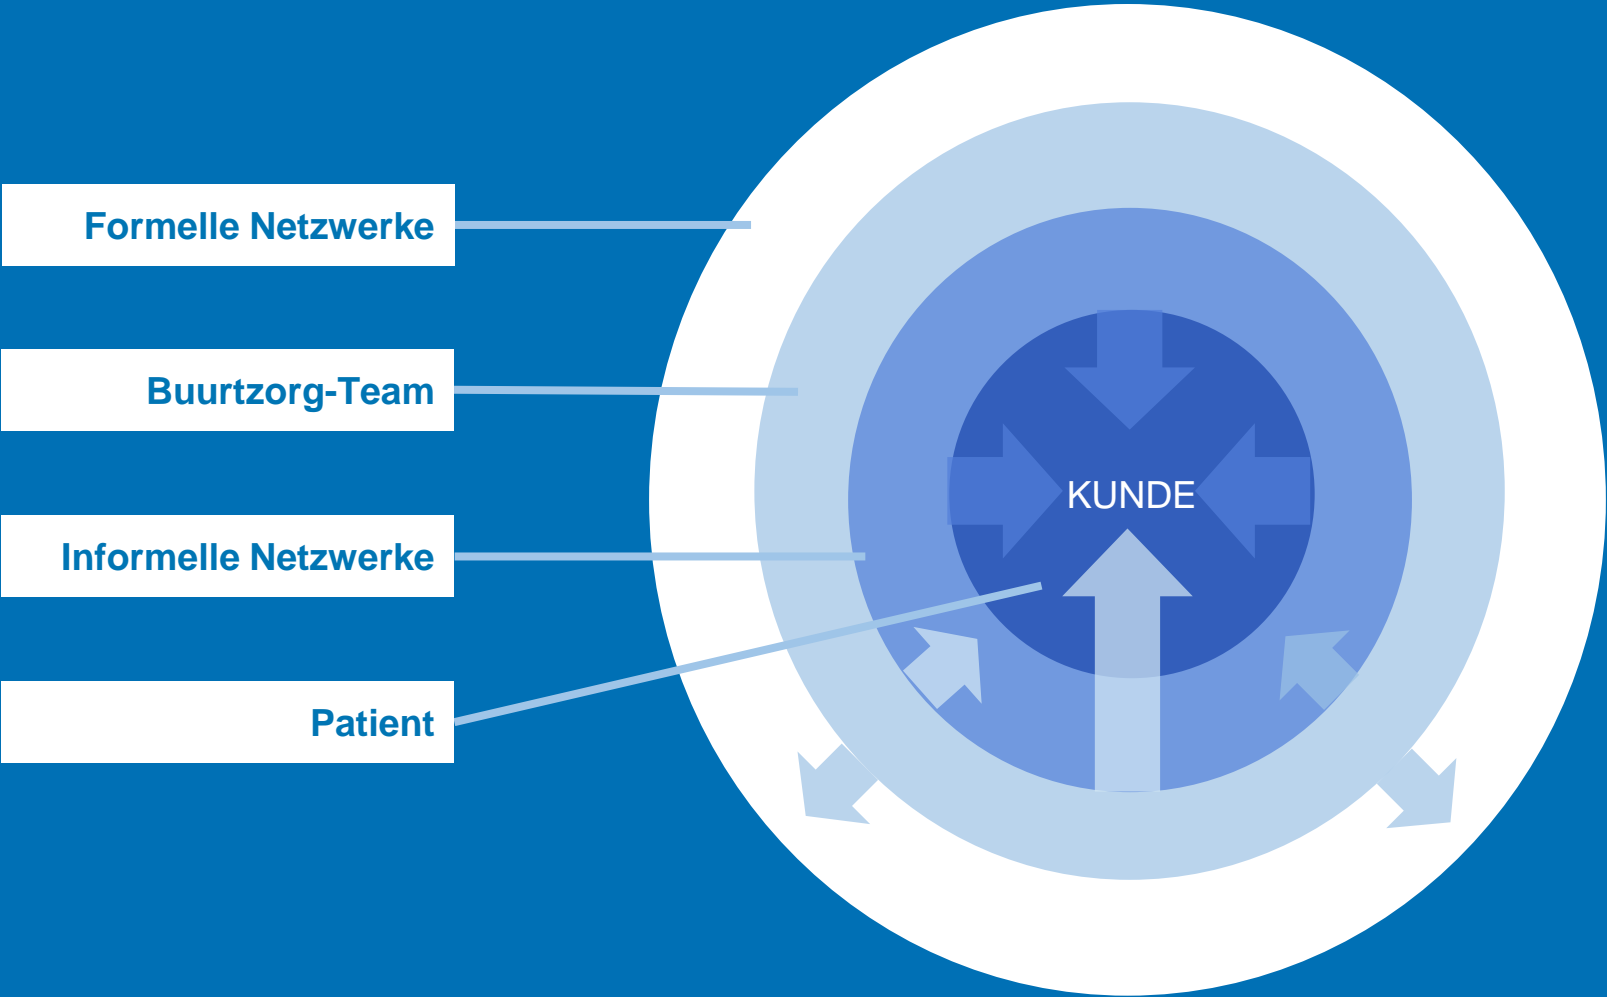 Formelle Netzwerke
Buurtzorg-Team
KUNDE
Informelle Netzwerke
Patient